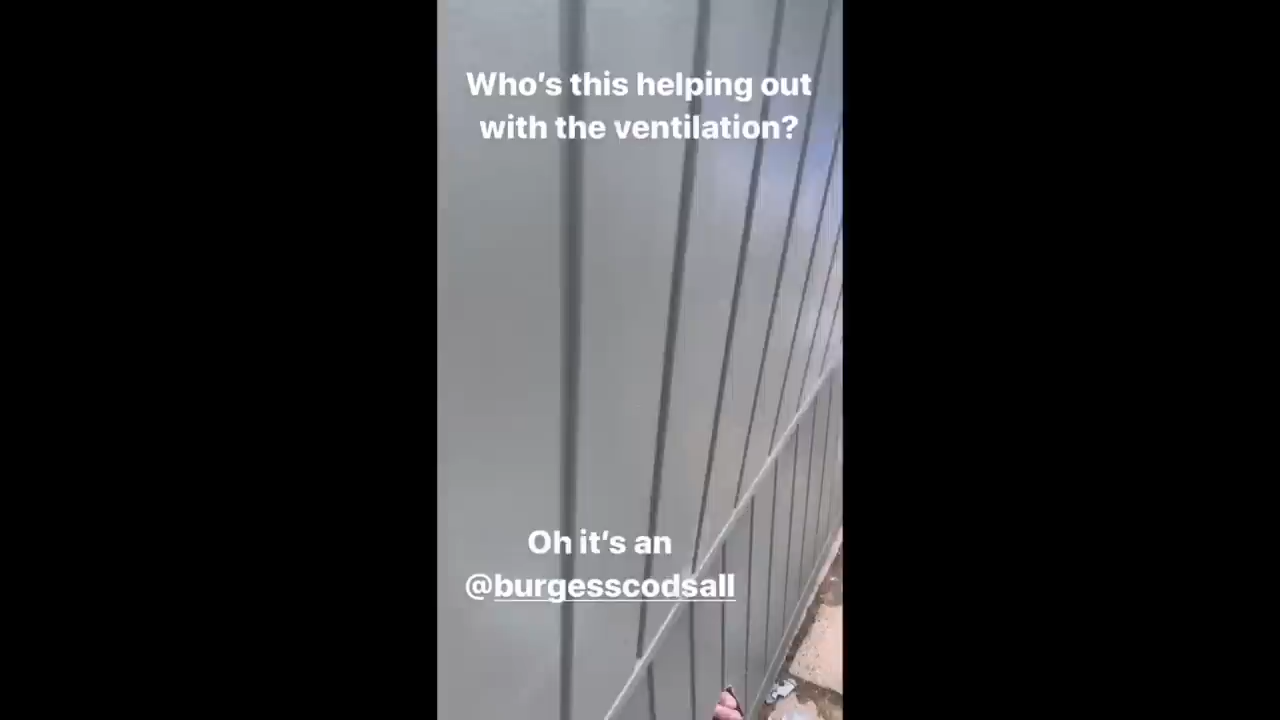 Who's this helping out
with the ventilation?
Oh it's an
@burgesscodsall